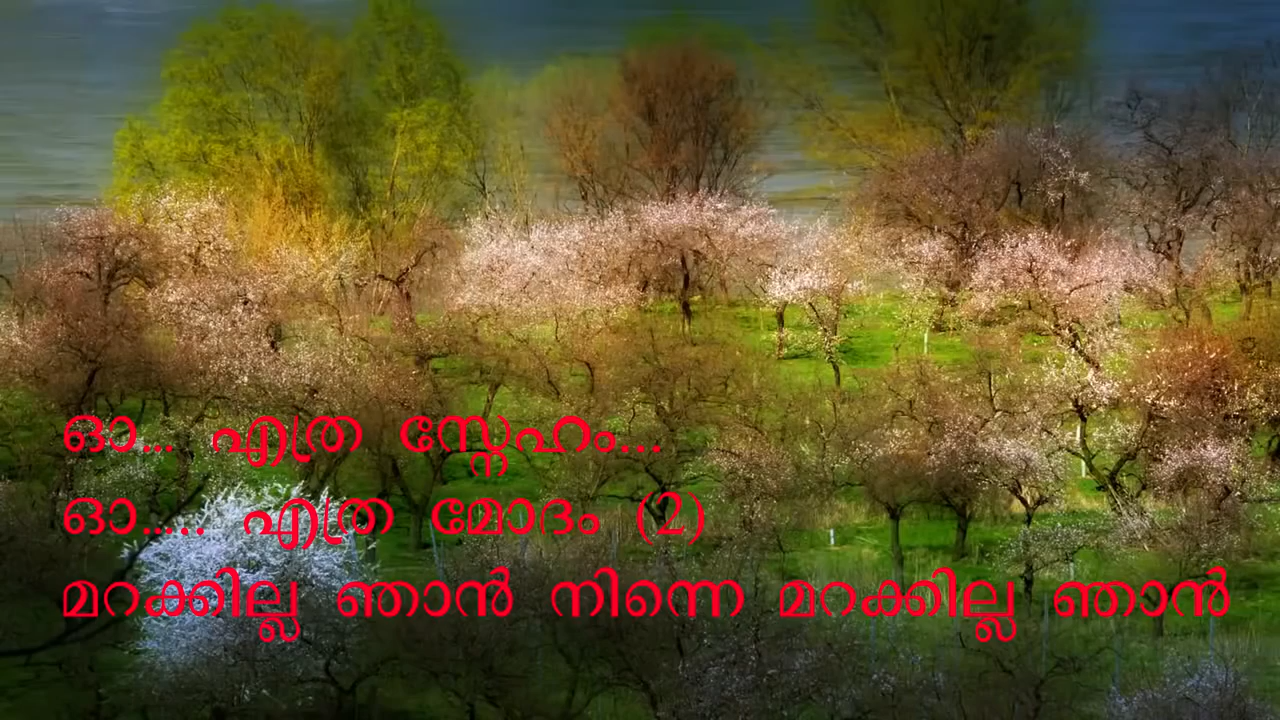 ഓ... എത്ര സ്നേഹം...
ഓ..... എത്ര മോദം (2)
മറക്കില്ല ഞാൻ നിന്നെ മറക്കില്ല ഞാൻ